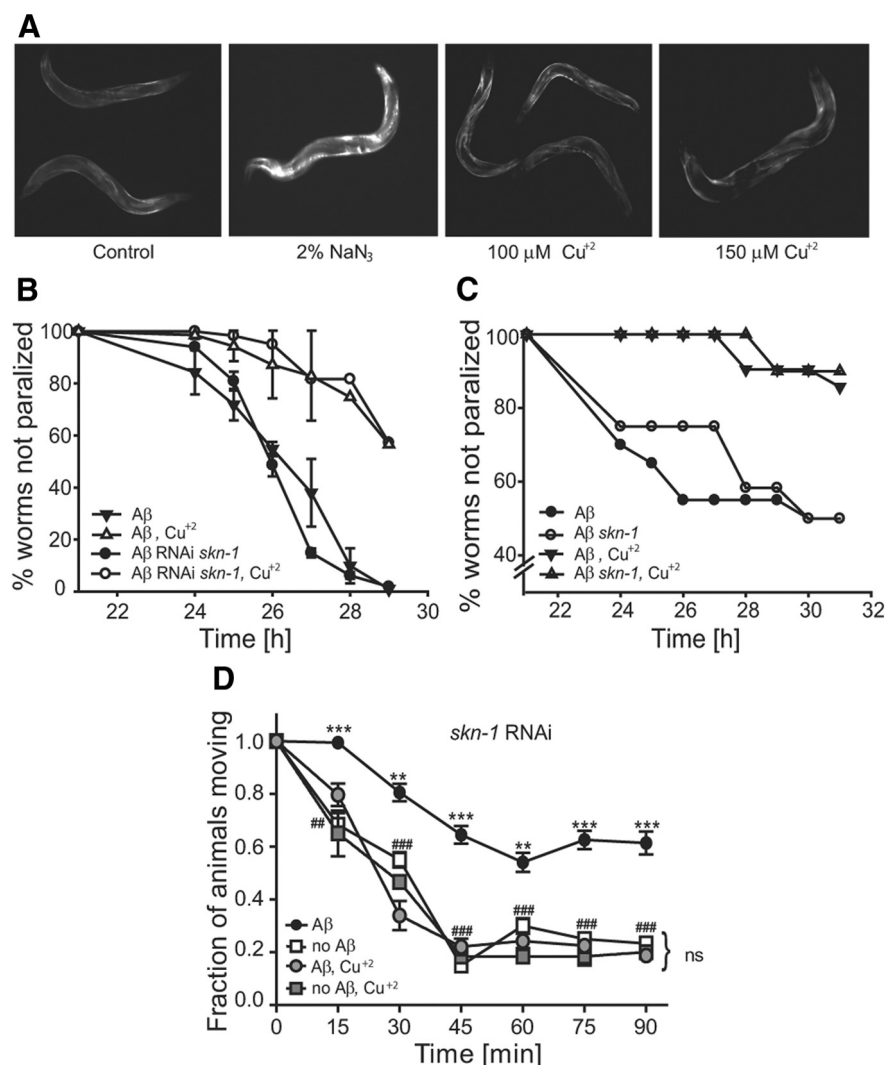 A
Control
2% NaN₃
100 µM Cu⁺²
150 µM Cu⁺²
B
% worms not paralized
100
80
60
40
20
0
22 24 26 28 30
Time [h]
Aβ
Aβ , Cu⁺²
Aβ RNAi skn-1
Aβ RNAi skn-1, Cu⁺²
C
% worms not paralized
100
80
60
40
22 24 26 28 30 32
Time [h]
Aβ
Aβ skn-1
Aβ , Cu⁺²
Aβ skn-1, Cu⁺²
D
skn-1 RNAi
Fraction of animals moving
1.0
0.8
0.6
0.4
0.2
0.0
0 15 30 45 60 75 90
Time [min]
*** ** *** ** *** ***
## ### ### ### ### ###
Aβ
no Aβ
Aβ, Cu⁺²
no Aβ, Cu⁺²
ns